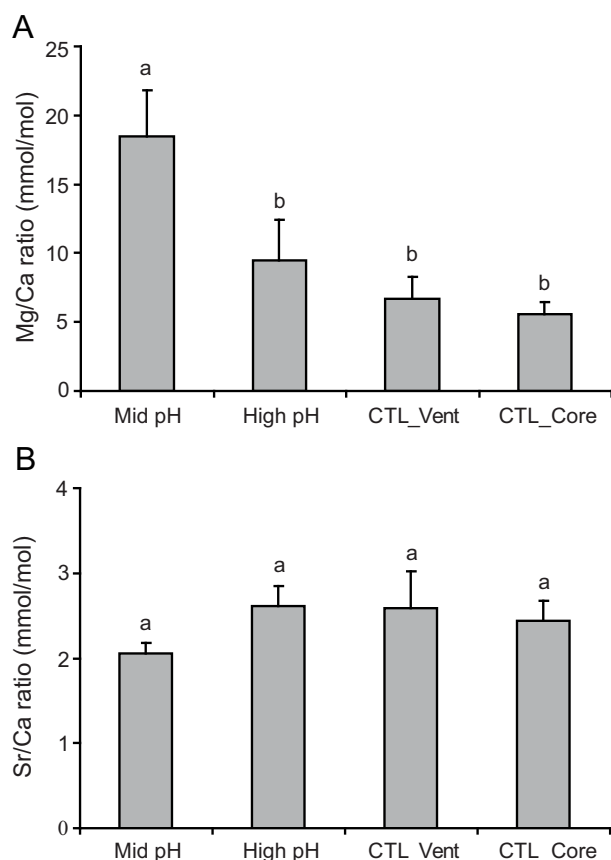 A
Mg/Ca ratio (mmol/mol)
25
20
15
10
5
0
a
b
b
b
Mid pH High pH CTL_Vent CTL_Core
B
Sr/Ca ratio (mmol/mol)
4
3
2
1
0
a
a
a
a
Mid pH High pH CTL_Vent CTL_Core